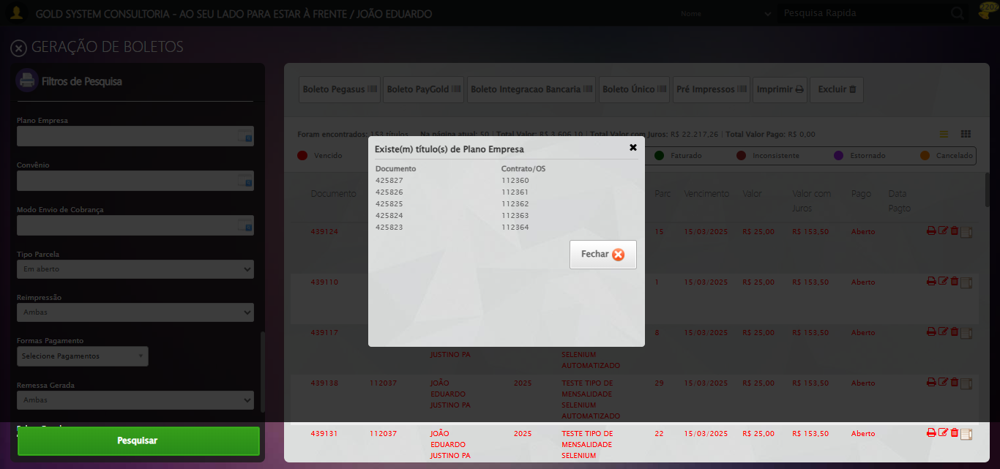 GOLD SYSTEM CONSULTORIA - AO SEU LADO PARA ESTAR À FRENTE / JOÃO EDUARDO
Nome
Pesquisa Rapida
2202
GERAÇÃO DE BOLETOS
Filtros de Pesquisa
Plano Empresa
Convênio
Modo Envio de Cobrança
Tipo Parcela
Em aberto
Reimpressão
Ambas
Formas Pagamento
Selecione Pagamentos
Remessa Gerada
Ambas
Pesquisar
Boleto Pegasus
Boleto PayGold
Boleto Integracao Bancaria
Boleto Único
Pré Impressos
Imprimir
Excluir
Foram encontrados: 153 títulos Na página atual: 50 | Total Valor: R$ 3.606,10 | Total Valor com Juros: R$ 22.217,26 | Total Valor Pago: R$ 0,00
Vencido
Faturado
Inconsistente
Estornado
Cancelado
Existe(m) título(s) de Plano Empresa
Documento Contrato/OS
425827 112360
425826 112361
425825 112362
425824 112363
425823 112364
Fechar
Documento Parc Vencimento Valor Valor com Pago Data
Juros Pagto
439124 15 15/03/2025 R$ 25,00 R$ 153,50 Aberto
439110 1 15/03/2025 R$ 25,00 R$ 153,50 Aberto
439117 8 15/03/2025 R$ 25,00 R$ 153,50 Aberto
JUSTINO PA SELENIUM
AUTOMATIZADO
439138 112037 JOÃO 2025 TESTE TIPO DE 29 15/03/2025 R$ 25,00 R$ 153,50 Aberto
EDUARDO MENSALIDADE
JUSTINO PA SELENIUM
AUTOMATIZADO
439131 112037 JOÃO 2025 TESTE TIPO DE 22 15/03/2025 R$ 25,00 R$ 153,50 Aberto
EDUARDO MENSALIDADE
JUSTINO PA SELENIUM